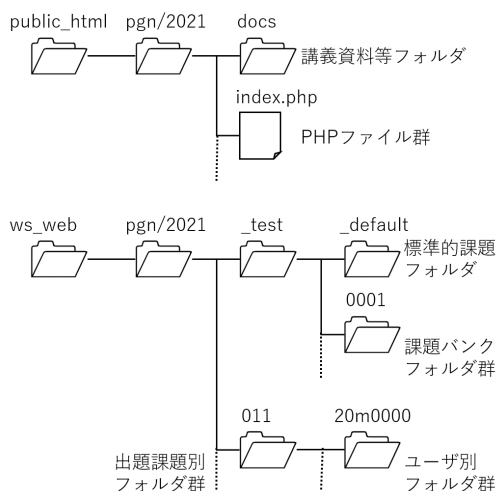 public_html pgn/2021 docs
講義資料等フォルダ
index.php
PHPファイル群
ws_web pgn/2021 _test _default
標準的課題
フォルダ
0001
課題バンク
フォルダ群
011 20m0000
出題課題別
フォルダ群
ユーザ別
フォルダ群